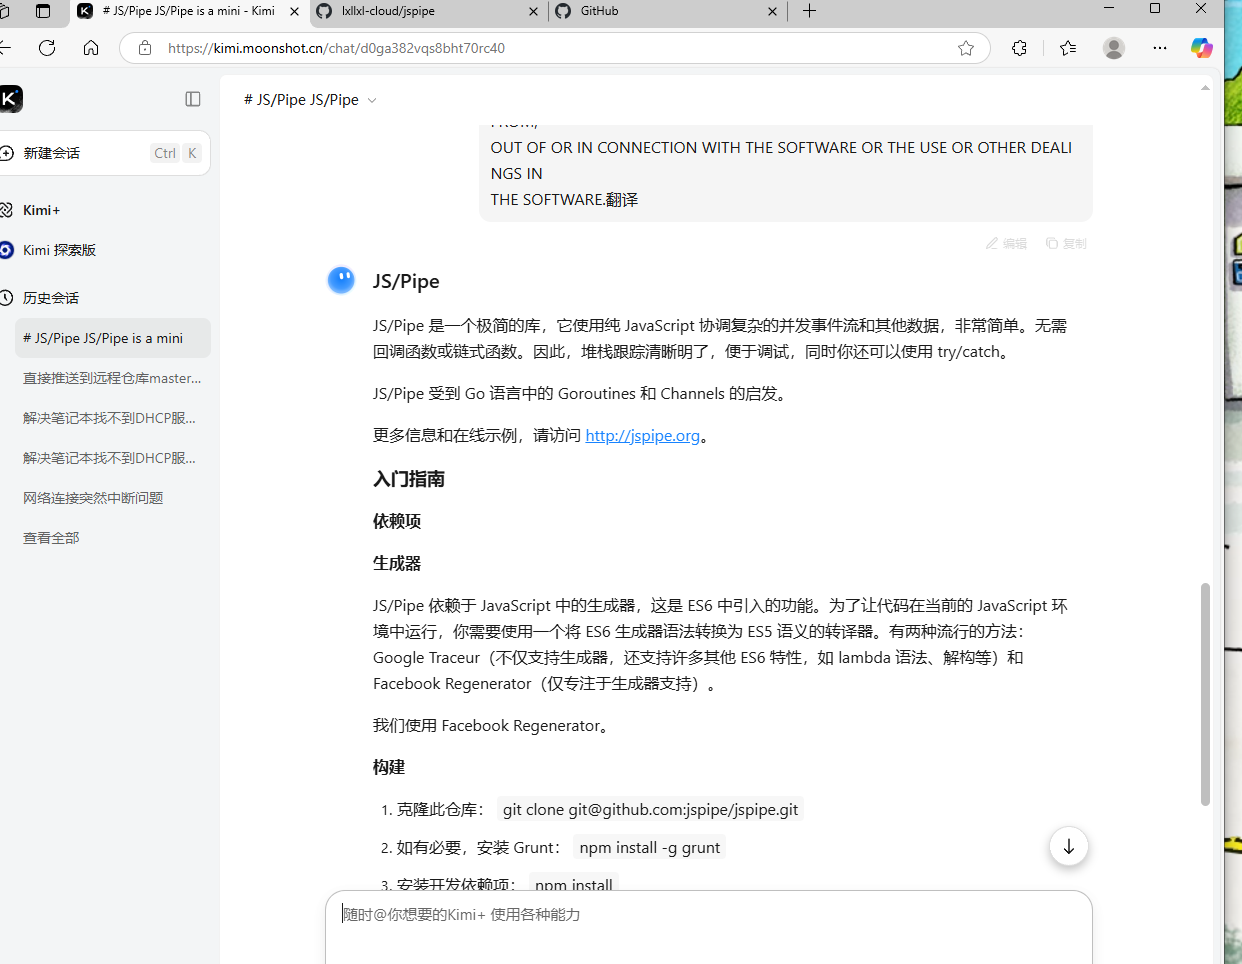 # JS/Pipe JS/Pipe is a mini - Kimi
lxllxl-cloud/jspipe
GitHub
https://kimi.moonshot.cn/chat/d0ga382vqs8bht70rc40
K
新建会话
Ctrl K
Kimi+
Kimi 探索版
历史会话
# JS/Pipe JS/Pipe is a mini
直接推送到远程仓库master...
解决笔记本找不到DHCP服...
解决笔记本找不到DHCP服...
网络连接突然中断问题
查看全部
# JS/Pipe JS/Pipe
FROM,
OUT OF OR IN CONNECTION WITH THE SOFTWARE OR THE USE OR OTHER DEALI
NGS IN
THE SOFTWARE.翻译
编辑 复制
JS/Pipe
JS/Pipe 是一个极简的库，它使用纯 JavaScript 协调复杂的并发事件流和其他数据，非常简单。无需
回调函数或链式函数。因此，堆栈跟踪清晰明了，便于调试，同时你还可以使用 try/catch。
JS/Pipe 受到 Go 语言中的 Goroutines 和 Channels 的启发。
更多信息和在线示例，请访问 http://jspipe.org。
入门指南
依赖项
生成器
JS/Pipe 依赖于 JavaScript 中的生成器，这是 ES6 中引入的功能。为了让代码在当前的 JavaScript 环
境中运行，你需要使用一个将 ES6 生成器语法转换为 ES5 语义的转译器。有两种流行的方法：
Google Traceur（不仅支持生成器，还支持许多其他 ES6 特性，如 lambda 语法、解构等）和
Facebook Regenerator（仅专注于生成器支持）。
我们使用 Facebook Regenerator。
构建
1. 克隆此仓库： git clone git@github.com:jspipe/jspipe.git
2. 如有必要，安装 Grunt： npm install -g grunt
3. 安装开发依赖项： npm install
随时@你想要的Kimi+ 使用各种能力